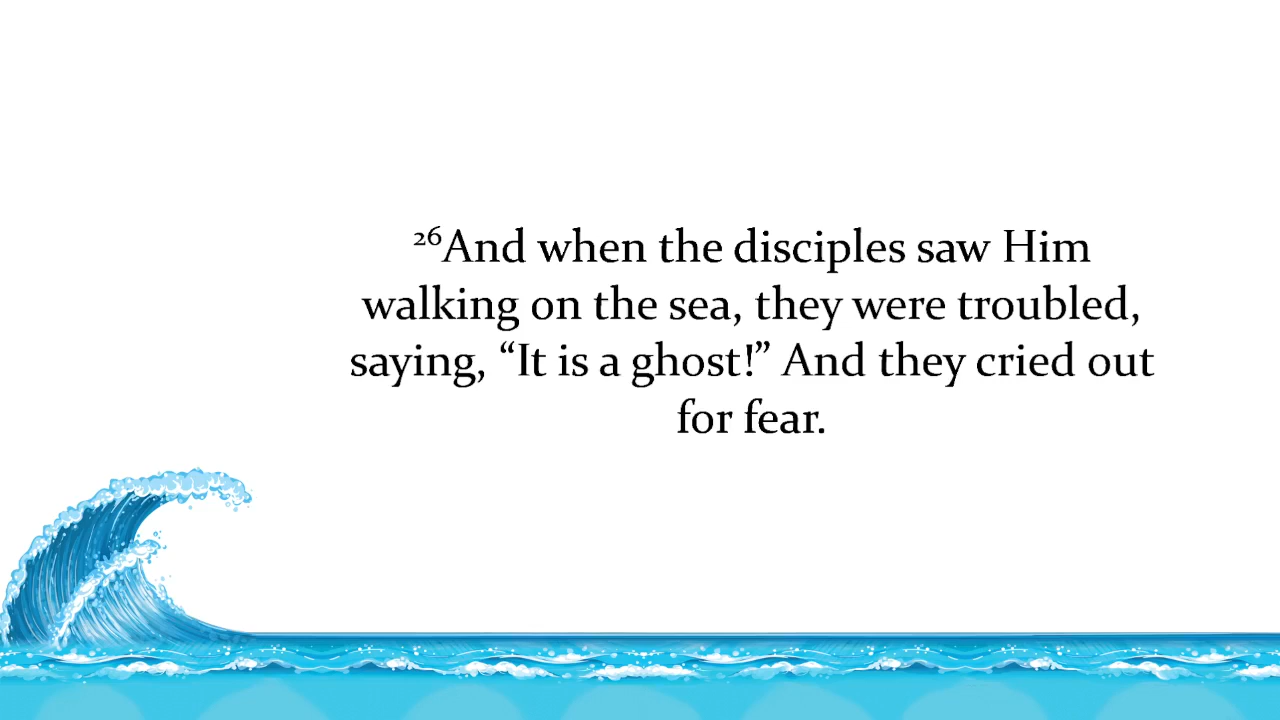 ²⁶And when the disciples saw Him
walking on the sea, they were troubled,
saying, “It is a ghost!” And they cried out
for fear.